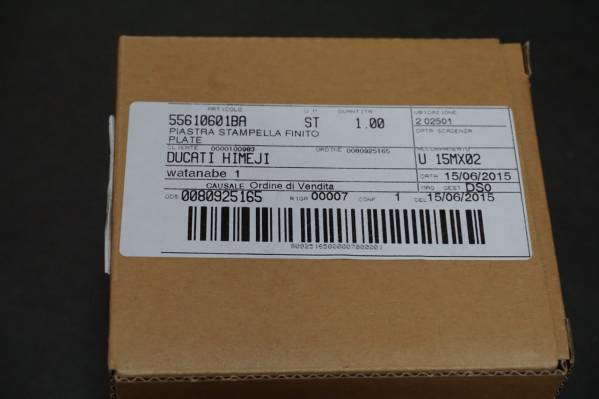 ARTICOLO U.M QUANTITA UBICAZIONE
55610601BA ST 1.00 2 02501
PIASTRA STAMPELLA FINITO DATA SCADENZA
PLATE
CLIENTE 0000100983 ORDINE 0080925165
DUCATI HIMEJI U 15MX02
watanabe 1 DATA 15/06/2015
CAUSALE Ordine di Vendita MAG DEST DS0
ODS 0080925165 RIGA 00007 CONF 1 DEL 15/06/2015